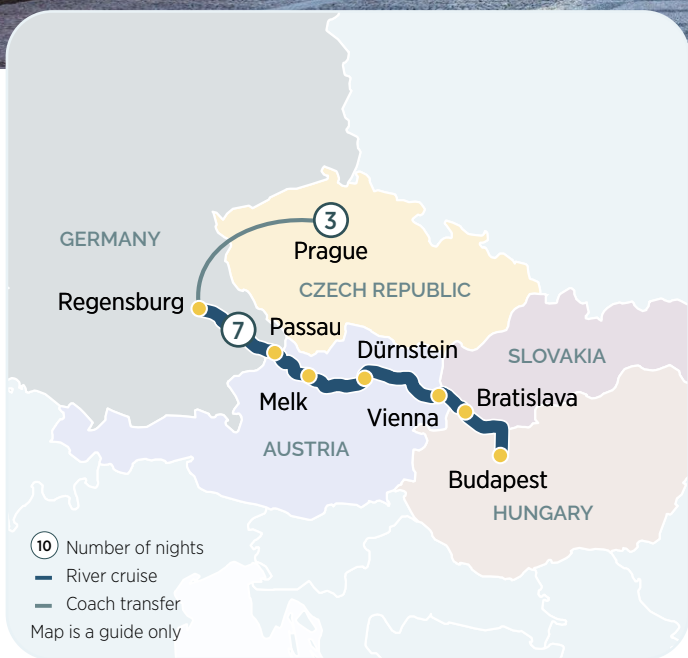 3
Prague
GERMANY
CZECH REPUBLIC
Regensburg
7
Passau
Dürnstein
SLOVAKIA
Melk
Bratislava
Vienna
AUSTRIA
Budapest
HUNGARY
10 Number of nights
River cruise
Coach transfer
Map is a guide only